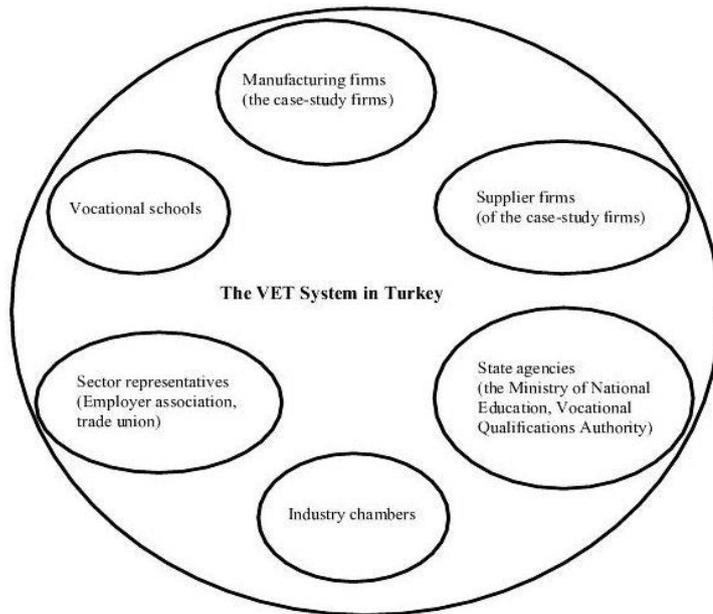 Manufacturing firms
(the case-study firms)
Vocational schools
Supplier firms
(of the case-study firms)
The VET System in Turkey
Sector representatives
(Employer association,
trade union)
State agencies
(the Ministry of National
Education, Vocational
Qualifications Authority)
Industry chambers